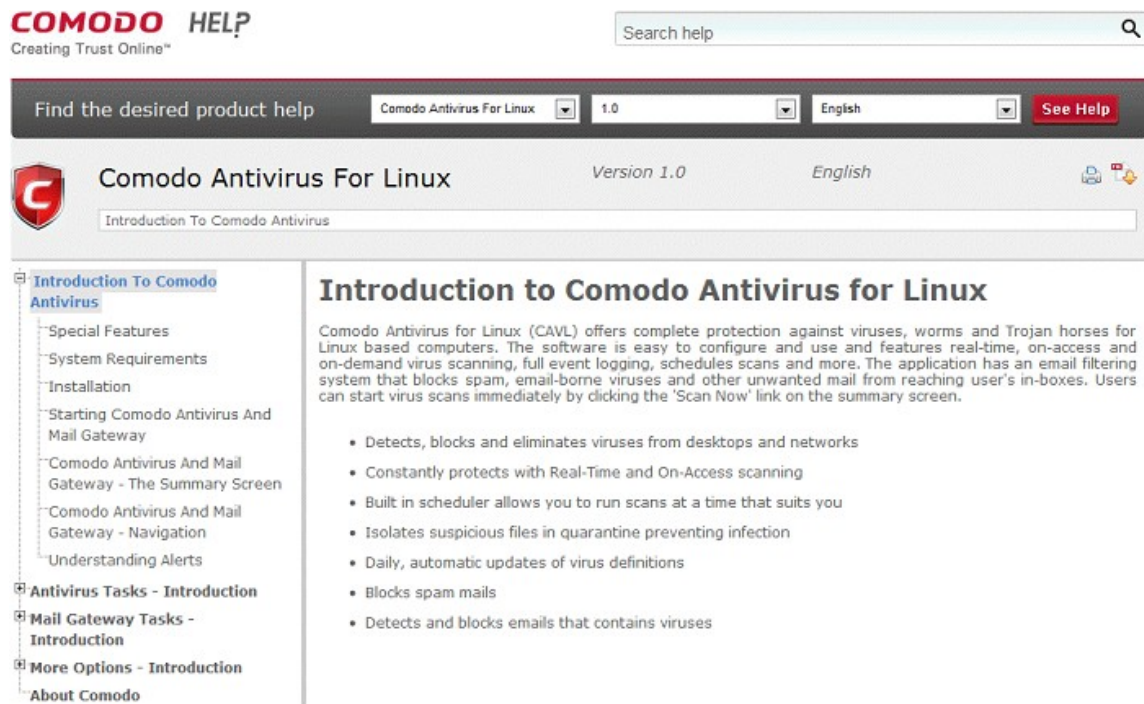 COMODO HELP
Creating Trust Online™
Search help
Find the desired product help
Comodo Antivirus For Linux
1.0
English
See Help
Comodo Antivirus For Linux
Version 1.0
English
Introduction To Comodo Antivirus
Introduction To Comodo
Antivirus
Special Features
System Requirements
Installation
Starting Comodo Antivirus And
Mail Gateway
Comodo Antivirus And Mail
Gateway - The Summary Screen
Comodo Antivirus And Mail
Gateway - Navigation
Understanding Alerts
Antivirus Tasks - Introduction
Mail Gateway Tasks -
Introduction
More Options - Introduction
About Comodo
Introduction to Comodo Antivirus for Linux
Comodo Antivirus for Linux (CAVL) offers complete protection against viruses, worms and Trojan horses for
Linux based computers. The software is easy to configure and use and features real-time, on-access and
on-demand virus scanning, full event logging, schedules scans and more. The application has an email filtering
system that blocks spam, email-borne viruses and other unwanted mail from reaching user's in-boxes. Users
can start virus scans immediately by clicking the 'Scan Now' link on the summary screen.
• Detects, blocks and eliminates viruses from desktops and networks
• Constantly protects with Real-Time and On-Access scanning
• Built in scheduler allows you to run scans at a time that suits you
• Isolates suspicious files in quarantine preventing infection
• Daily, automatic updates of virus definitions
• Blocks spam mails
• Detects and blocks emails that contains viruses